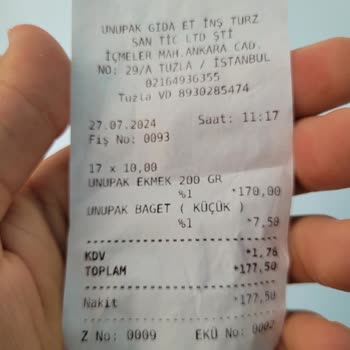 UNUPAK GIDA ET İNŞ TURZ
SAN TİC LTD ŞTİ
İÇMELER MAH.ANKARA CAD.
NO: 29/A TUZLA / İSTANBUL
02164936355
Tuzla VD 8930285474
27.07.2024 Saat: 11:17
Fiş No: 0093
17 x 10,00
UNUPAK EKMEK 200 GR
%1 *170,00
UNUPAK BAGET ( KÜÇÜK )
%1 *7,50
KDV *1,76
TOPLAM *177,50
Nakit *177,50
Z No: 0009 EKÜ No: 0002